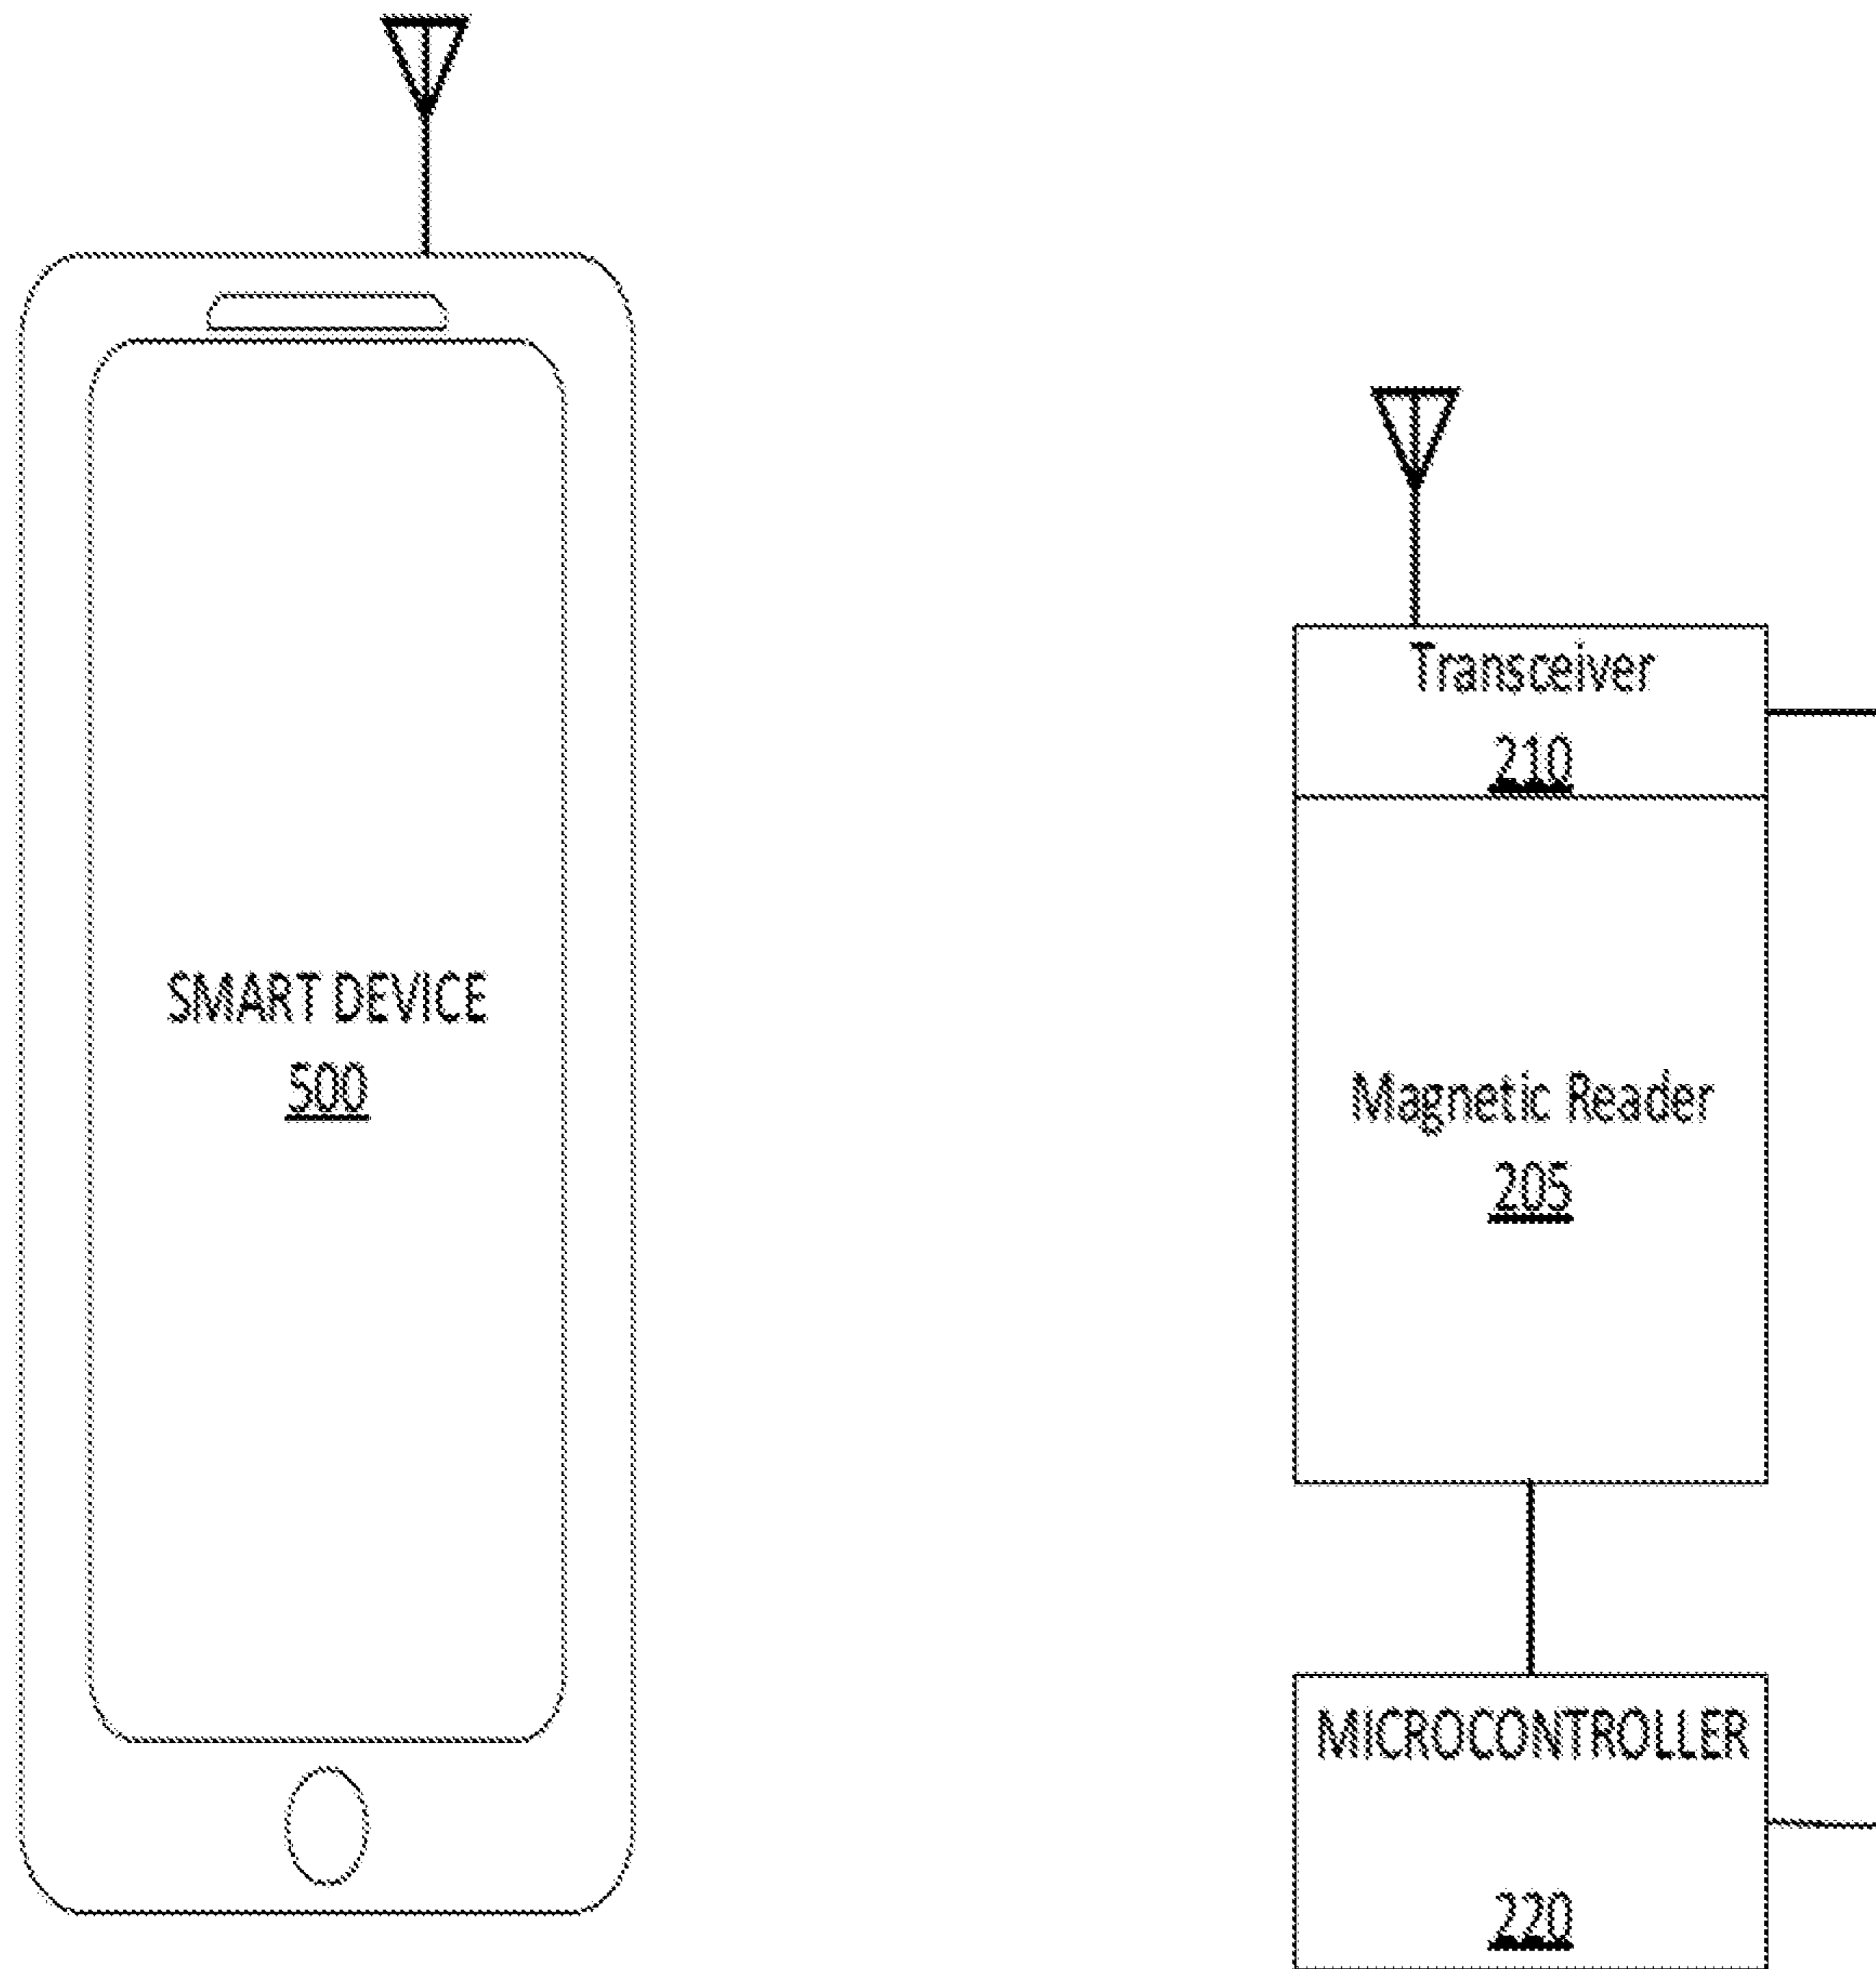 SMART DEVICE
500
Transceiver
210
Magnetic Reader
205
MICROCONTROLLER
220